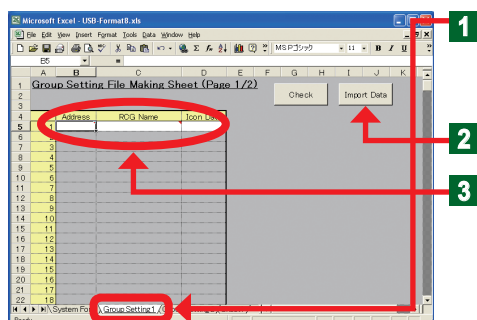 Microsoft Excel - USB-Format8.xls
File Edit View Insert Format Tools Data Window Help
MS Pゴシック 11 B I U
B5 =
A B C D E F G H I J K
1 Group Setting File Making Sheet (Page 1/2)
2 Check Import Data
3
4 Address RCG Name Icon Da
5 1
6
7 3
8 4
9 5
10 6
11 7
12 8
13 9
14 10
15 11
16 12
17 13
18 14
19 15
20 16
21 17
22 18
System Fo Group Setting1
Ready
1
2
3